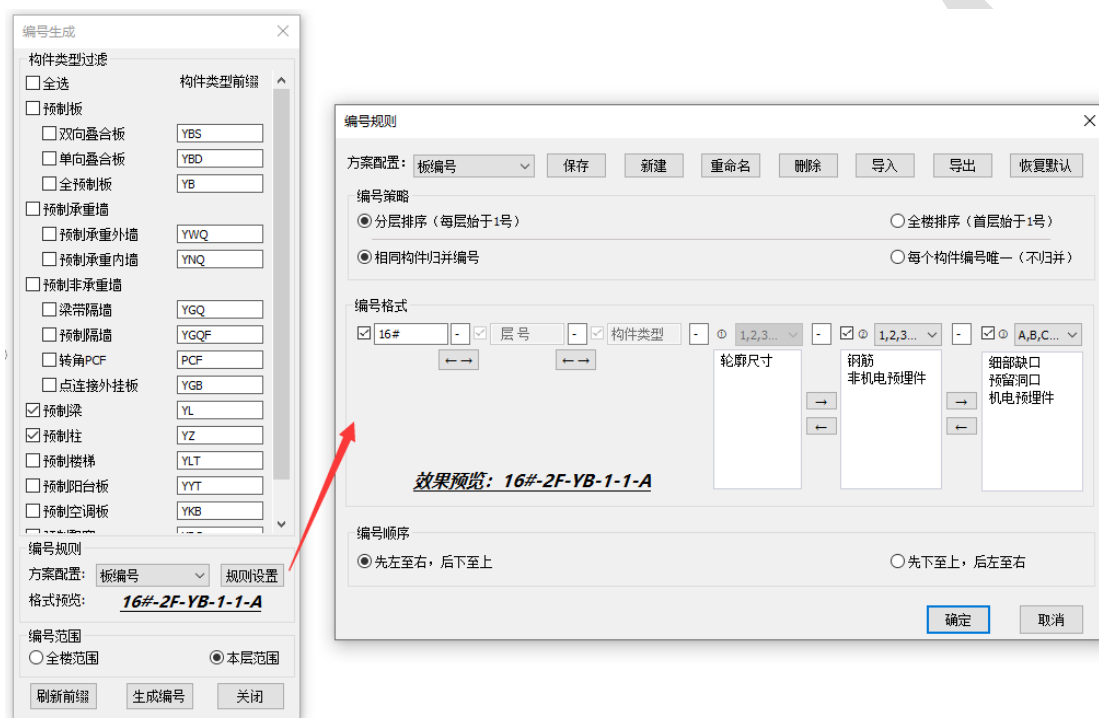 编号生成
构件类型过滤
全选 构件类型前缀
预制板
双向叠合板 YBS
单向叠合板 YBD
全预制板 YB
预制承重墙
预制承重外墙 YWQ
预制承重内墙 YNQ
预制非承重墙
梁带隔墙 YGQ
预制隔墙 YGQF
转角PCF PCF
点连接外挂板 YGB
预制梁 YL
预制柱 YZ
预制楼梯 YLT
预制阳台板 YYT
预制空调板 YKB
编号规则
方案配置: 板编号 规则设置
格式预览: 16#-2F-YB-1-1-A
编号范围
全楼范围 本层范围
刷新前缀 生成编号 关闭
编号规则
方案配置: 板编号 保存 新建 重命名 删除 导入 导出 恢复默认
编号策略
分层排序（每层始于1号） 全楼排序（首层始于1号）
相同构件归并编号 每个构件编号唯一（不归并）
编号格式
16# - 层号 - 构件类型 - ① 1,2,3... - ② 1,2,3... - ③ A,B,C...
←→ ←→ 轮廓尺寸 钢筋 细部缺口
非机电预埋件 预留洞口
→ → 机电预埋件
← ←
效果预览：16#-2F-YB-1-1-A
编号顺序
先左至右，后下至上 先下至上，后左至右
确定 取消